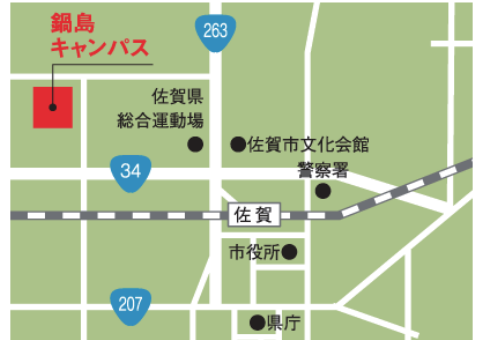 鍋島
キャンパス
263
佐賀県
総合運動場
佐賀市文化会館
警察署
34
佐賀
市役所
207
県庁